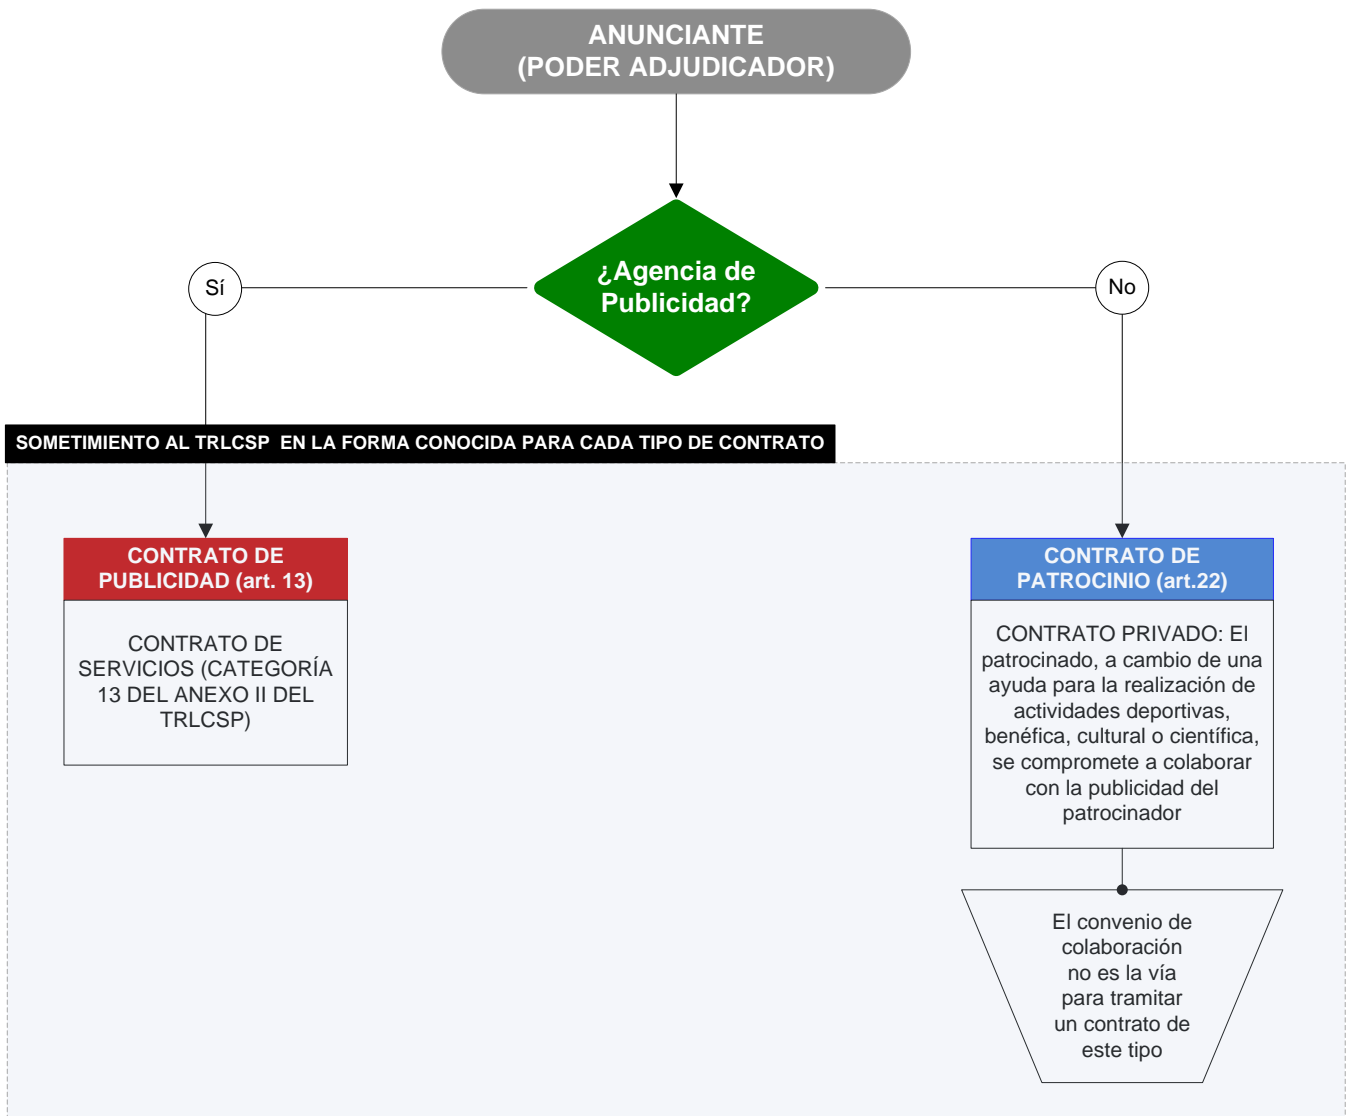 ANUNCIANTE
(PODER ADJUDICADOR)
¿Agencia de
Publicidad?
Sí
No
SOMETIMIENTO AL TRLCSP EN LA FORMA CONOCIDA PARA CADA TIPO DE CONTRATO
CONTRATO DE
PUBLICIDAD (art. 13)
CONTRATO DE
SERVICIOS (CATEGORÍA
13 DEL ANEXO II DEL
TRLCSP)
CONTRATO DE
PATROCINIO (art.22)
CONTRATO PRIVADO: El
patrocinado, a cambio de una
ayuda para la realización de
actividades deportivas,
benéfica, cultural o científica,
se compromete a colaborar
con la publicidad del
patrocinador
El convenio de
colaboración
no es la vía
para tramitar
un contrato de
este tipo